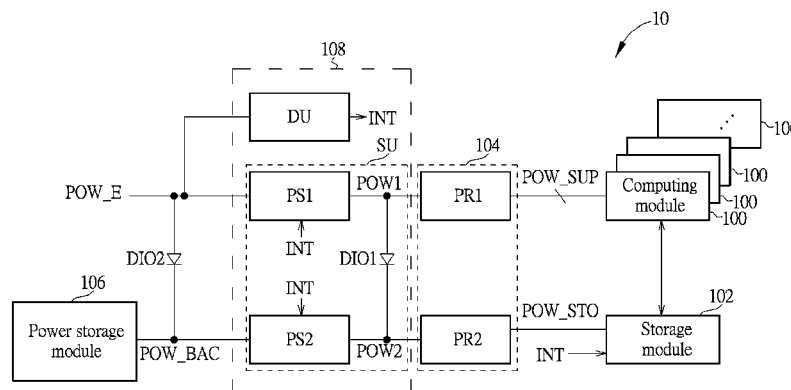 10
108
DU
INT
SU
104
POW_E
PS1
POW1
PR1
POW_SUP
Computing
module
100
100
100
INT
DIO2
DIO1
INT
106
102
Power storage
module
POW_BAC
PS2
POW2
PR2
POW_STO
Storage
module
INT